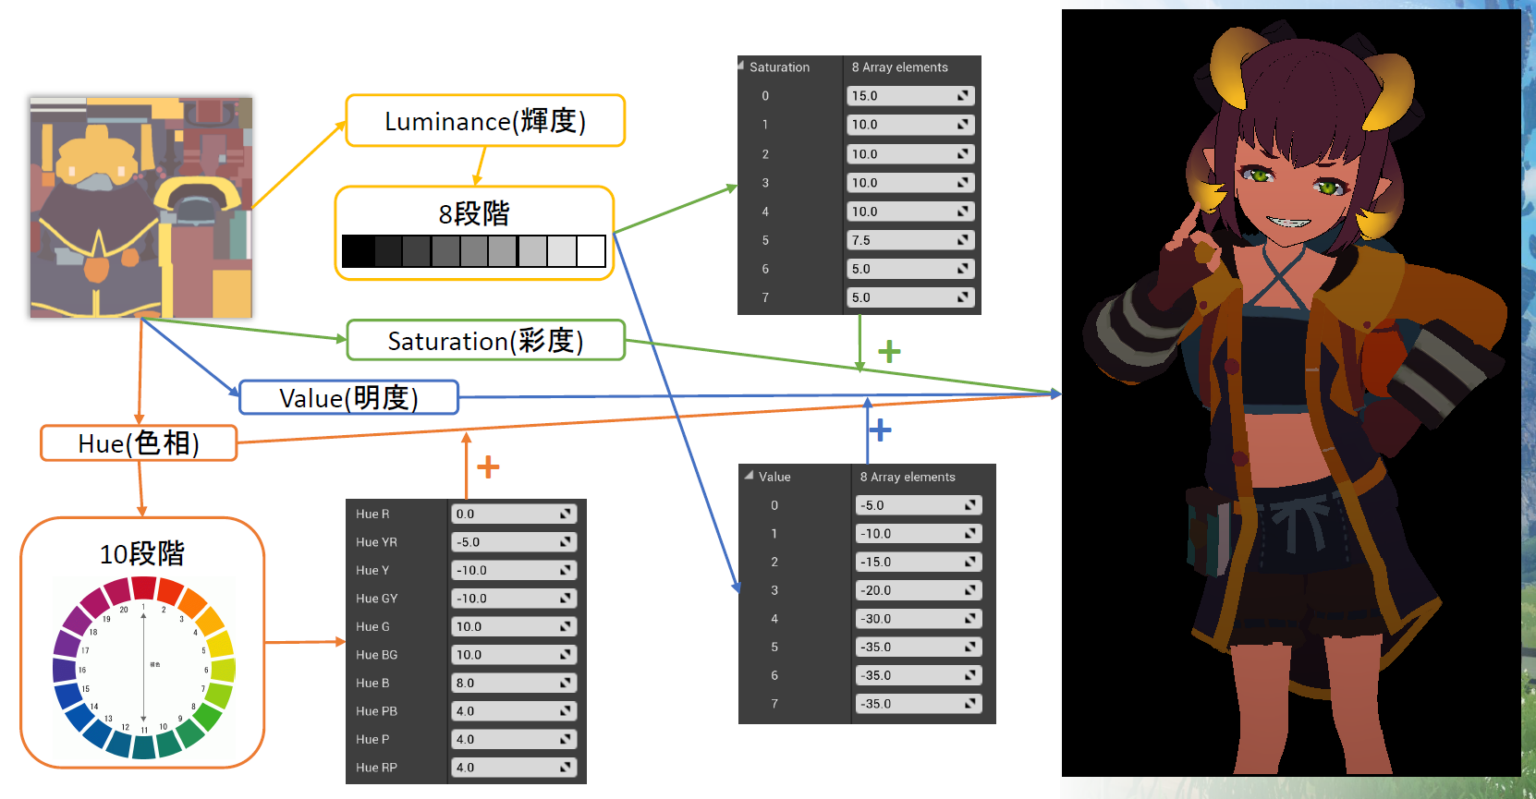 Luminance(輝度)
8段階
Saturation(彩度)
Value(明度)
Hue(色相)
10段階
1
2
3
4
5
6
7
8
9
10
11
12
13
14
15
16
17
18
19
20
Hue R 0.0
Hue YR -5.0
Hue Y -10.0
Hue GY -10.0
Hue G 10.0
Hue BG 10.0
Hue B 8.0
Hue PB 4.0
Hue P 4.0
Hue RP 4.0
+
Saturation 8 Array elements
0 15.0
1 10.0
2 10.0
3 10.0
4 10.0
5 7.5
6 5.0
7 5.0
+
+
Value 8 Array elements
0 -5.0
1 -10.0
2 -15.0
3 -20.0
4 -30.0
5 -35.0
6 -35.0
7 -35.0